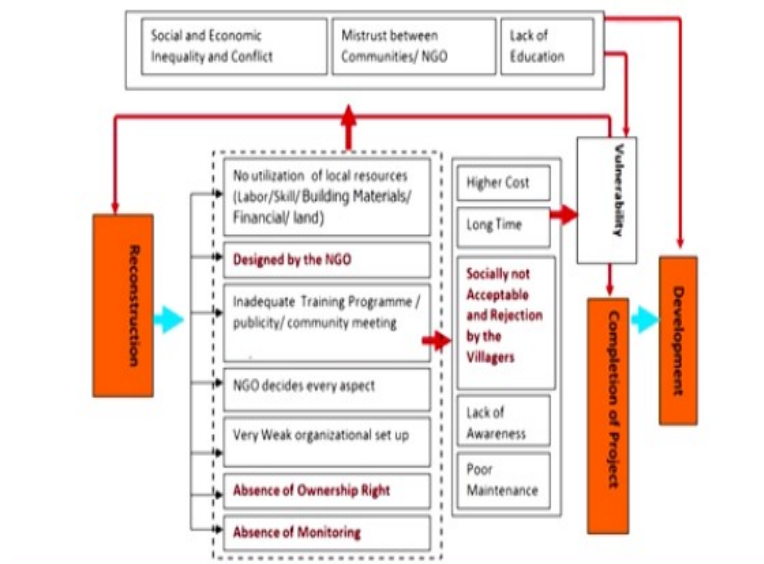 Social and Economic
Inequality and Conflict
Mistrust between
Communities/ NGO
Lack of
Education
Reconstruction
No utilization of local resources
(Labor/Skill/Building Materials/
Financial/ land)
Designed by the NGO
Inadequate Training Programme /
publicity/ community meeting
NGO decides every aspect
Very Weak organizational set up
Absence of Ownership Right
Absence of Monitoring
Higher Cost
Long Time
Socially not
Acceptable
and Rejection
by the
Villagers
Lack of
Awareness
Poor
Maintenance
Vulnerability
Completion of Project
Development